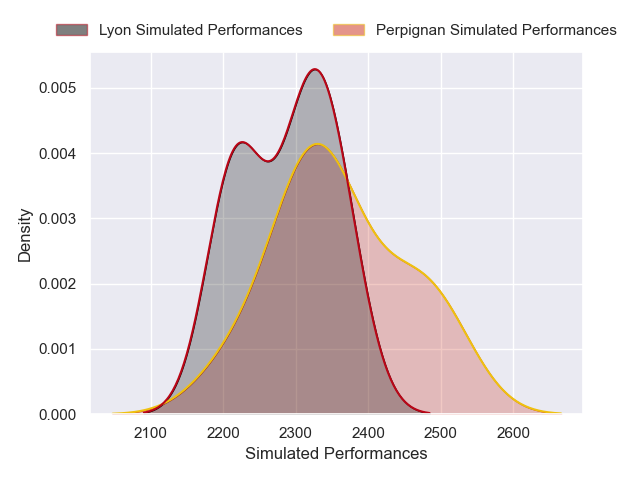 Lyon Simulated Performances Perpignan Simulated Performances
0.005
0.004
0.003
0.002
0.001
0.000
Density
2100 2200 2300 2400 2500 2600
Simulated Performances